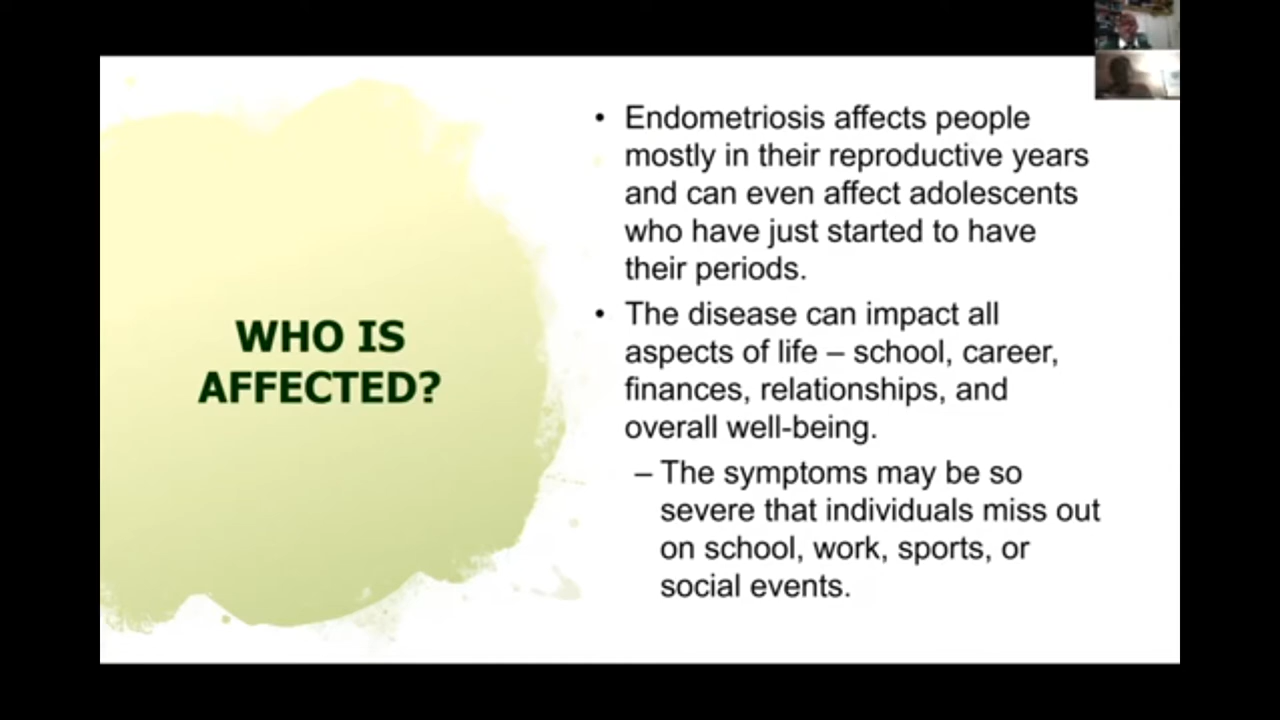 WHO IS
AFFECTED?
• Endometriosis affects people
mostly in their reproductive years
and can even affect adolescents
who have just started to have
their periods.
• The disease can impact all
aspects of life – school, career,
finances, relationships, and
overall well-being.
– The symptoms may be so
severe that individuals miss out
on school, work, sports, or
social events.